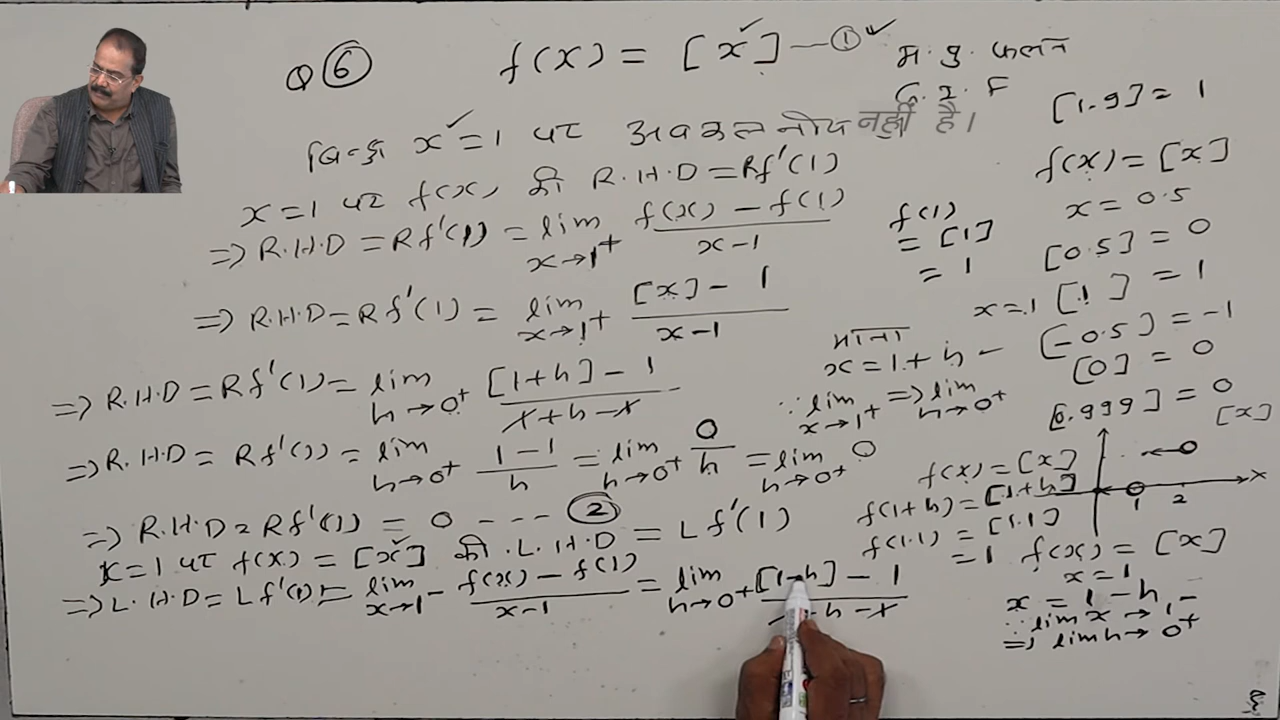 Q ⑥ f(x) = [x] — ① ✓
म. पु. फलन
G. I. F
x = 1 पर अवकलनीय नहीं है।
[1.9] = 1
x = 1 पर f(x) की R.H.D = Rf'(1)
f(x) = [x]
⇒ R.H.D = Rf'(1) = lim x→1⁺ f(x) − f(1) / x−1
f(1)
= [1]
= 1
x = 0.5
[0.5] = 0
⇒ R.H.D = Rf'(1) = lim x→1⁺ [x] − 1 / x−1
x=1 [1] = 1
[−0.5] = −1
[0] = 0
[0.999] = 0
माना
x = 1 + h
∵ lim x→1⁺ ⇒ lim h→0⁺
⇒ R.H.D = Rf'(1) = lim h→0⁺ [1+h] − 1 / 1+h−1
⇒ R.H.D = Rf'(1) = lim h→0⁺ 1−1 / h = lim h→0⁺ 0 / h = lim h→0⁺ 0
[x]
1 2 x
f(x) = [x]
f(1+h) = [1+h]
f(1.1) = [1.1]
= 1
⇒ R.H.D = Rf'(1) = 0 --- ②
x = 1 पर f(x) = [x] की L.H.D = Lf'(1)
⇒ L.H.D = Lf'(1) = lim x→1⁻ f(x) − f(1) / x−1 = lim h→0⁺ [1−h] − 1 / −h−1
f(x) = [x]
x = 1
x = 1 − h
∵ lim x→1⁻
⇒ lim h→0⁺